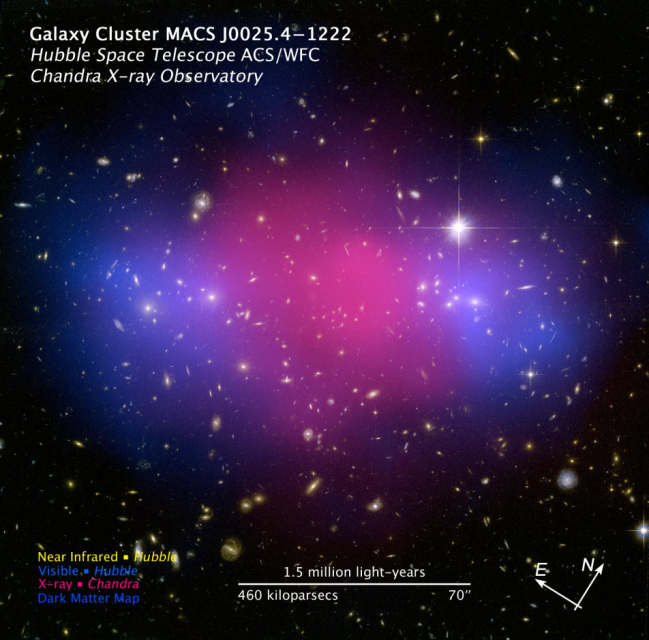 Galaxy Cluster MACS J0025.4–1222
Hubble Space Telescope ACS/WFC
Chandra X-ray Observatory
Near Infrared ▪ Hubble
Visible ▪ Hubble
X-ray ▪ Chandra
Dark Matter Map
1.5 million light-years
460 kiloparsecs 70"
E N